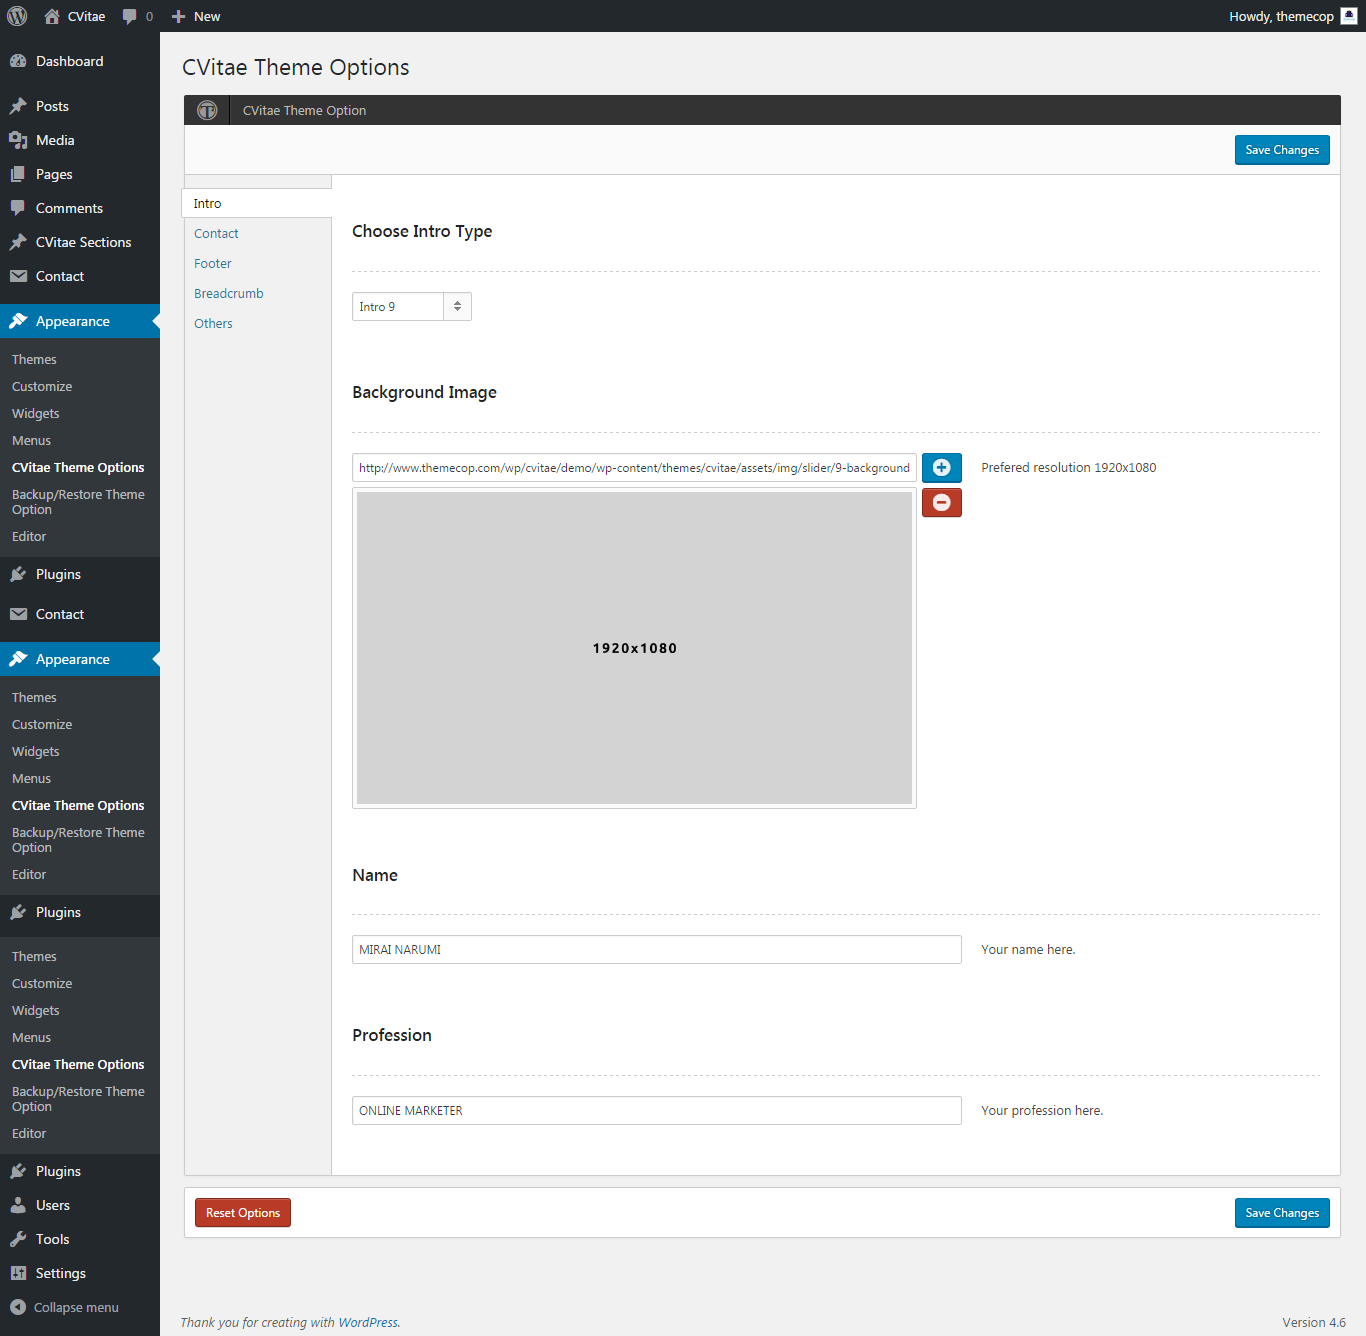 CVitae
0
New
Howdy, themecop
Dashboard
Posts
Media
Pages
Comments
CVitae Sections
Contact
Appearance
Themes
Customize
Widgets
Menus
CVitae Theme Options
Backup/Restore Theme
Option
Editor
Plugins
Contact
Appearance
Themes
Customize
Widgets
Menus
CVitae Theme Options
Backup/Restore Theme
Option
Editor
Plugins
Themes
Customize
Widgets
Menus
CVitae Theme Options
Backup/Restore Theme
Option
Editor
Plugins
Users
Tools
Settings
Collapse menu
CVitae Theme Options
CVitae Theme Option
Save Changes
Intro
Contact
Footer
Breadcrumb
Others
Choose Intro Type
Intro 9
Background Image
http://www.themecop.com/wp/cvitae/demo/wp-content/themes/cvitae/assets/img/slider/9-background
Prefered resolution 1920x1080
1920x1080
Name
MIRAI NARUMI
Your name here.
Profession
ONLINE MARKETER
Your profession here.
Reset Options
Save Changes
Thank you for creating with WordPress.
Version 4.6